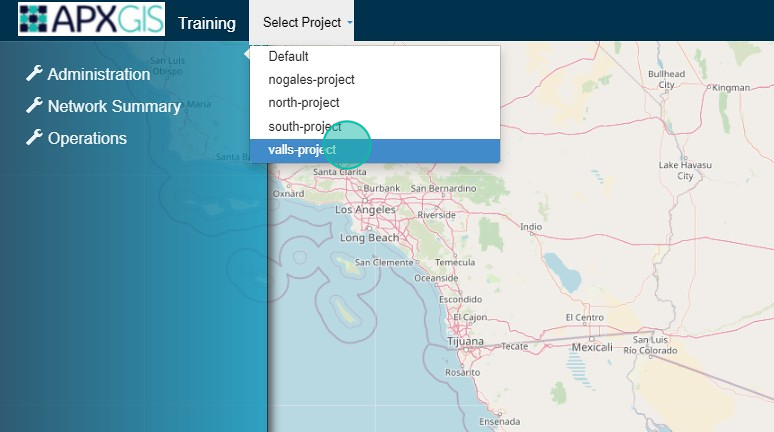 APXGIS Training Select Project
Default
nogales-project
north-project
south-project
valls-project
Administration
Network Summary
Operations
San Luis
Obispo
Maria
Santa Ba
Bullhead
City
Kingman
Lake Havasu
City
Santa Clarita
Oxnard
Burbank
San Bernardino
Los Angeles
Riverside
Long Beach
Indio
San Clemente
Temecula
Oceanside
Escondido
El Cajon
El Centro
San Luis
Río Colorado
Tijuana
Tecate
Mexicali
Rosarito
Ensenada